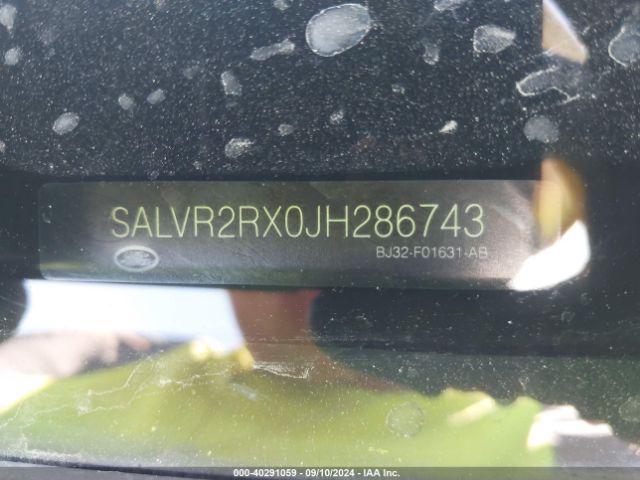 SALVR2RX0JH286743
BJ32-F01631-AB
000-40291059 - 09/10/2024 - IAA Inc.